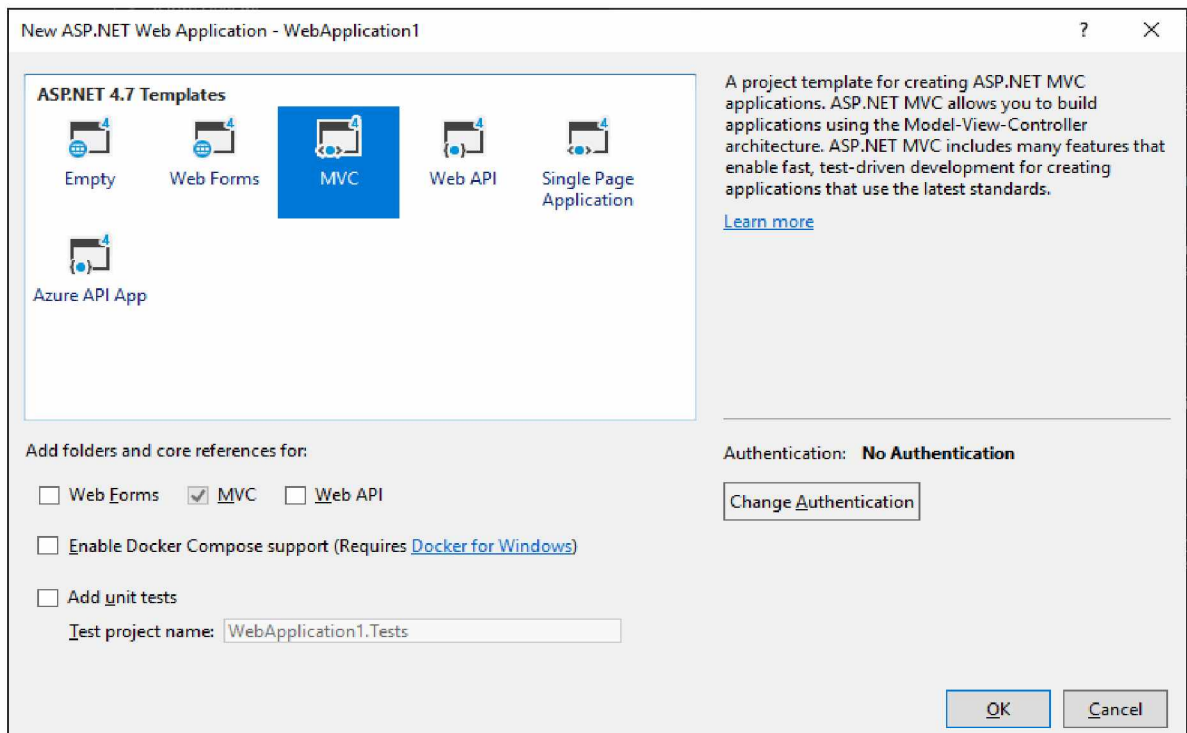 New ASP.NET Web Application - WebApplication1
ASP.NET 4.7 Templates
Empty
Web Forms
MVC
Web API
Single Page
Application
Azure API App
A project template for creating ASP.NET MVC
applications. ASP.NET MVC allows you to build
applications using the Model-View-Controller
architecture. ASP.NET MVC includes many features that
enable fast, test-driven development for creating
applications that use the latest standards.
Learn more
Add folders and core references for:
Web Forms MVC Web API
Enable Docker Compose support (Requires Docker for Windows)
Add unit tests
Test project name: WebApplication1.Tests
Authentication: No Authentication
Change Authentication
OK
Cancel